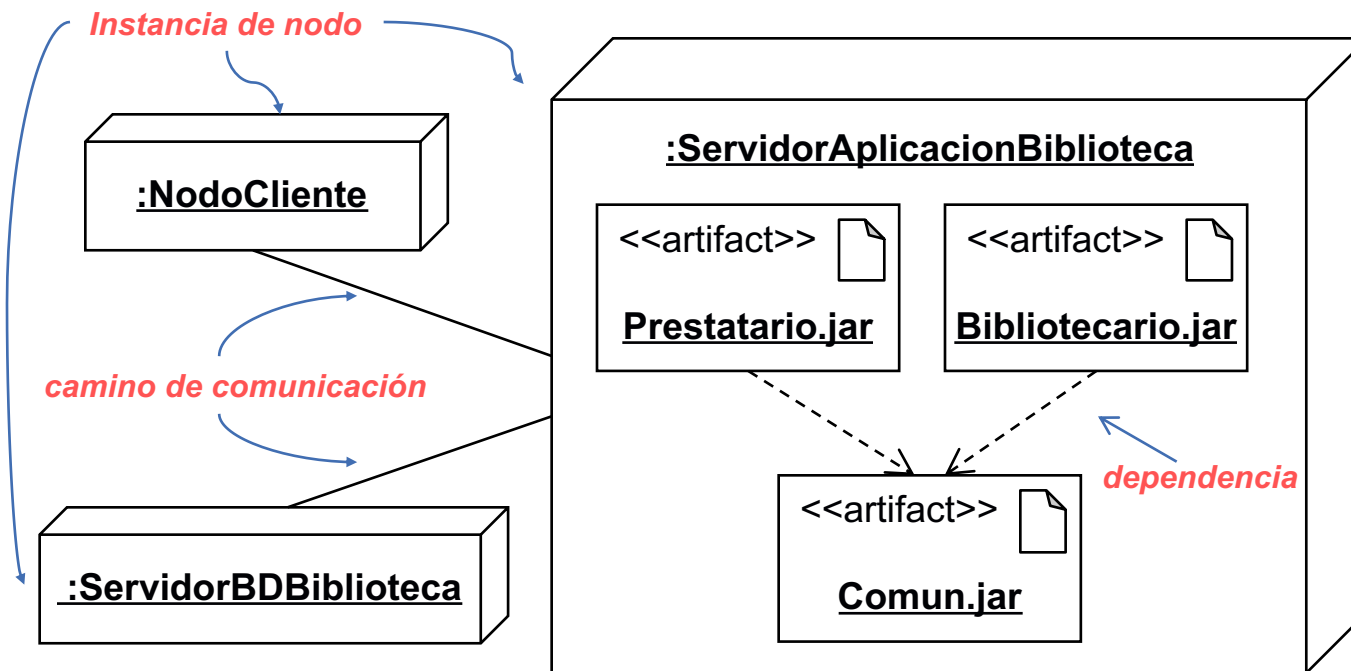 Instancia de nodo
:NodoCliente
:ServidorAplicacionBiblioteca
<<artifact>>
Prestatario.jar
<<artifact>>
Bibliotecario.jar
camino de comunicación
dependencia
:ServidorBDBiblioteca
<<artifact>>
Comun.jar